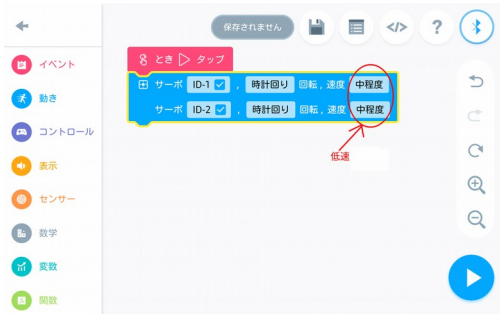 保存されません
</>
?
イベント
動き
コントロール
表示
センサー
数学
変数
関数
とき タップ
サーボ ID-1 , 時計回り 回転 , 速度 中程度
サーボ ID-2 , 時計回り 回転 , 速度 中程度
低速